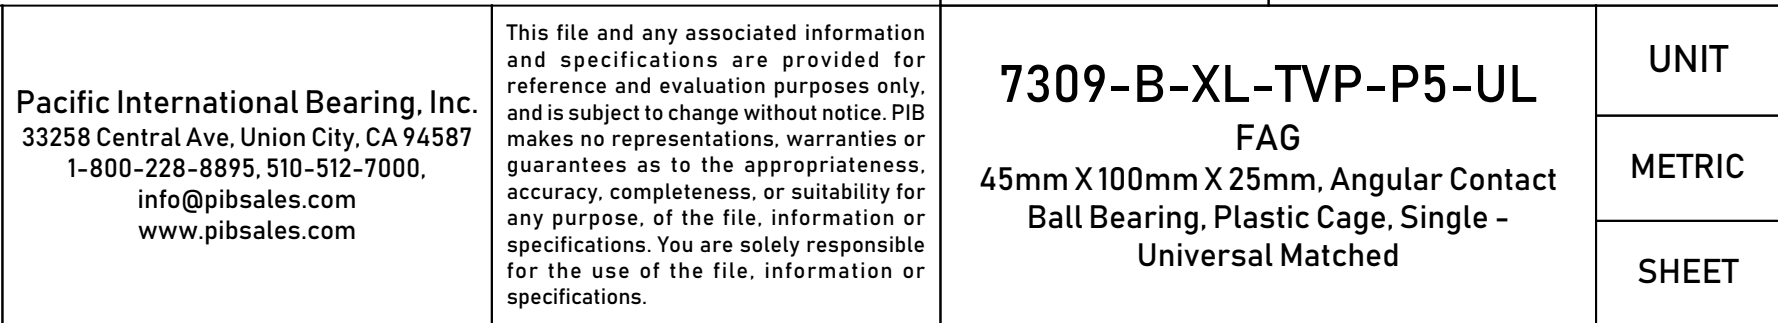 Pacific International Bearing, Inc.
33258 Central Ave, Union City, CA 94587
1-800-228-8895, 510-512-7000,
info@pibsales.com
www.pibsales.com
This file and any associated information
and specifications are provided for
reference and evaluation purposes only,
and is subject to change without notice. PIB
makes no representations, warranties or
guarantees as to the appropriateness,
accuracy, completeness, or suitability for
any purpose, of the file, information or
specifications. You are solely responsible
for the use of the file, information or
specifications.
7309-B-XL-TVP-P5-UL
FAG
45mm X 100mm X 25mm, Angular Contact
Ball Bearing, Plastic Cage, Single -
Universal Matched
UNIT
METRIC
SHEET